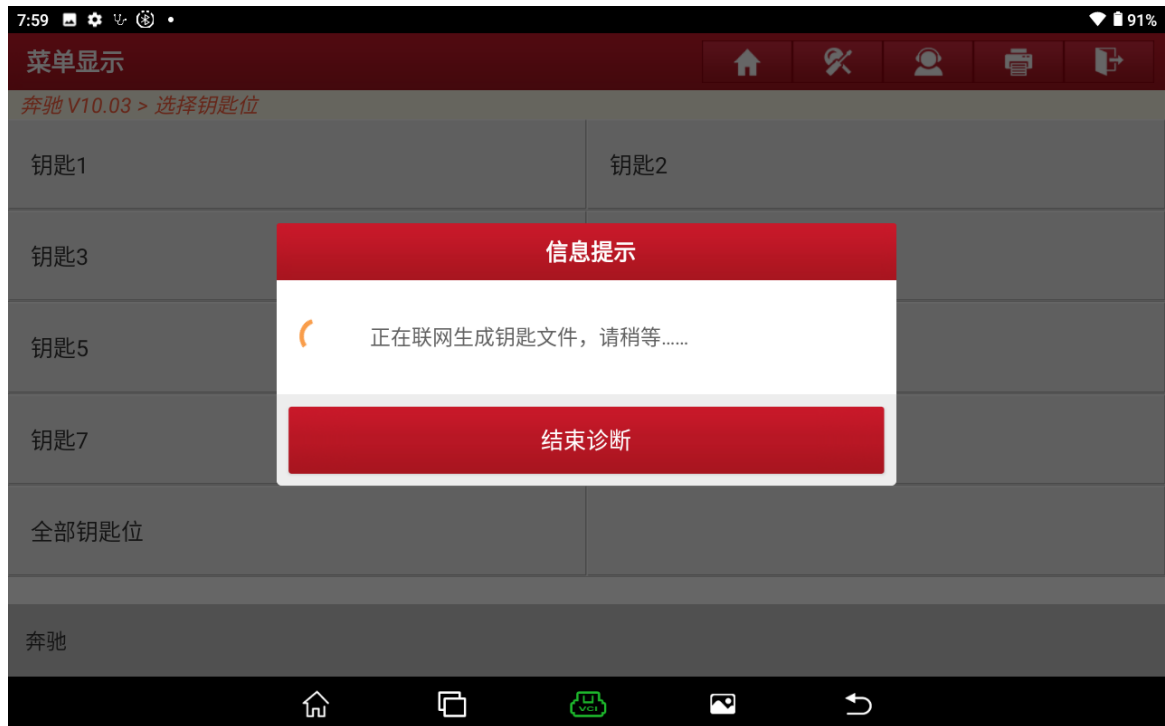 7:59
91%
菜单显示
奔驰 V10.03 > 选择钥匙位
钥匙1
钥匙2
钥匙3
信息提示
正在联网生成钥匙文件，请稍等……
钥匙5
结束诊断
钥匙7
全部钥匙位
奔驰
VCI